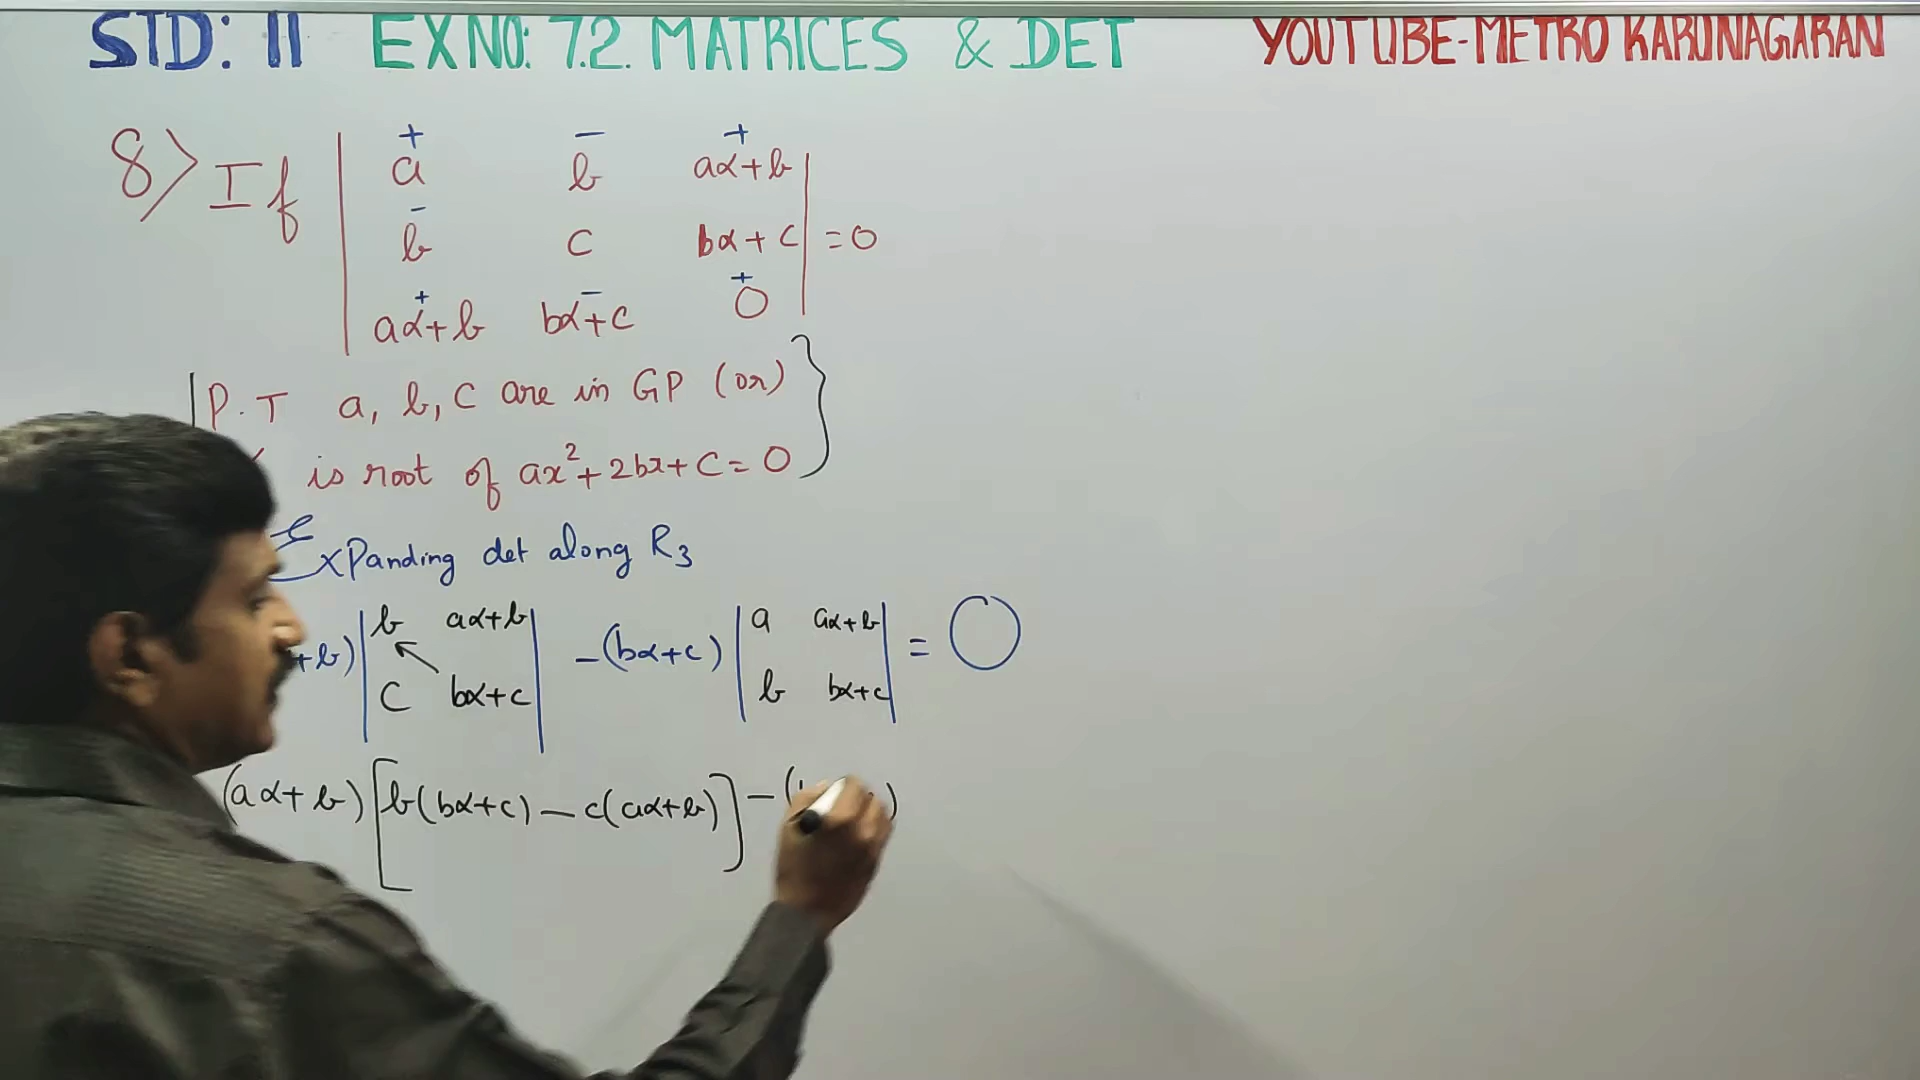 STD: 11 EX NO: 7.2. MATRICES & DET YOUTUBE-METRO KARUNAGARAN
8> If | a b aα+b |
| b c bα+c | = 0
| aα+b bα+c 0 |
+ − +
−
+ − +
P.T a, b, c are in GP (or)
is root of ax²+2bx+c=0
Expanding det along R₃
+b) | b aα+b | −(bα+c) | a aα+b | = 0
| c bα+c | | b bα+c |
(aα+b) [b(bα+c) − c(aα+b)] − ( )